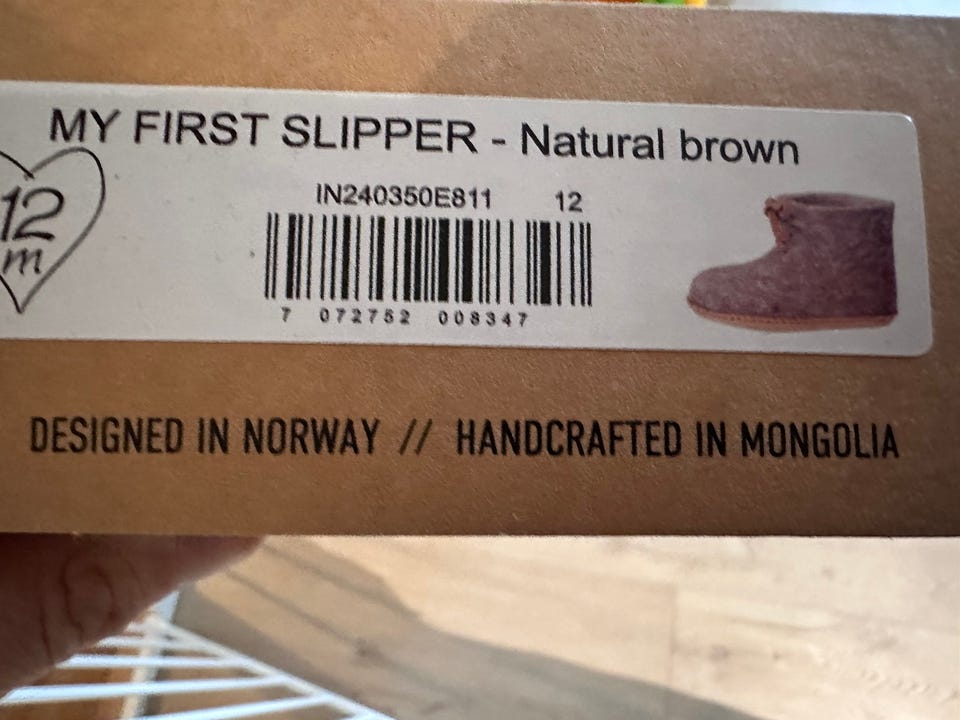 MY FIRST SLIPPER - Natural brown
12
m
IN240350E811 12
7 072752 008347
DESIGNED IN NORWAY // HANDCRAFTED IN MONGOLIA